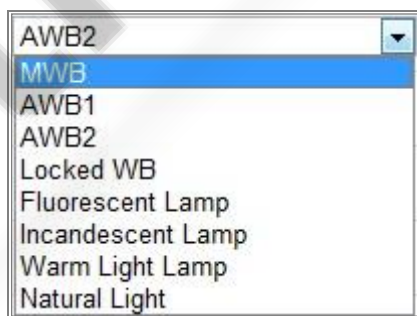 AWB2
MWB
AWB1
AWB2
Locked WB
Fluorescent Lamp
Incandescent Lamp
Warm Light Lamp
Natural Light